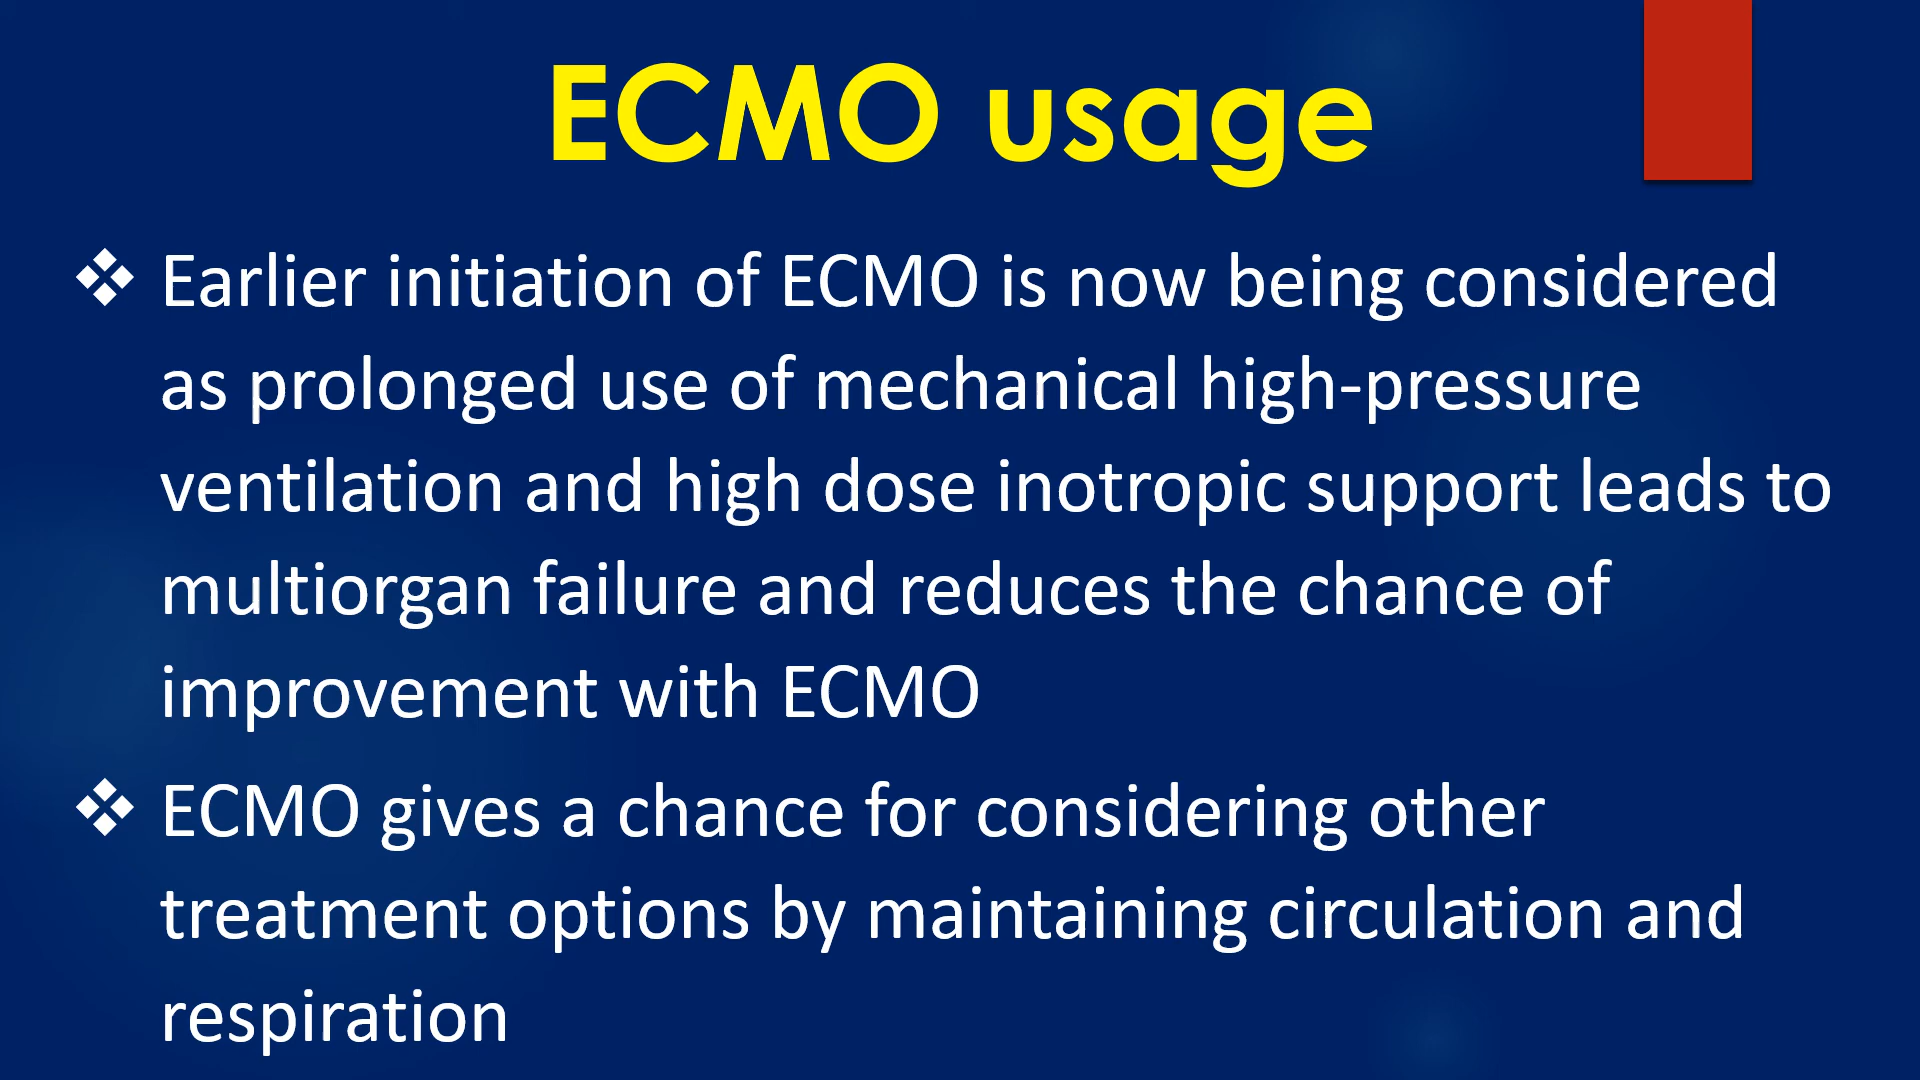 ECMO usage
❖ Earlier initiation of ECMO is now being considered
as prolonged use of mechanical high-pressure
ventilation and high dose inotropic support leads to
multiorgan failure and reduces the chance of
improvement with ECMO
❖ ECMO gives a chance for considering other
treatment options by maintaining circulation and
respiration